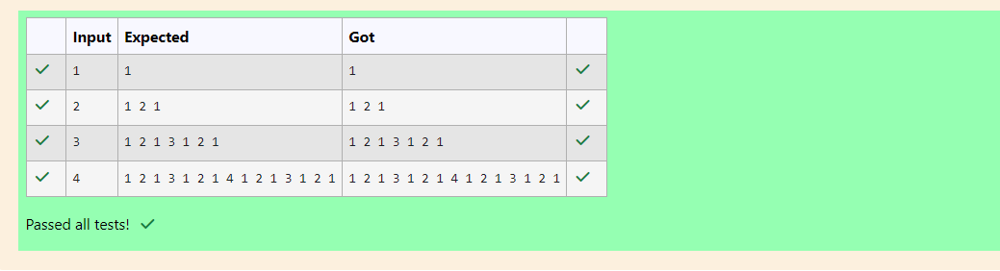 Input Expected Got
1 1 1
2 1 2 1 1 2 1
3 1 2 1 3 1 2 1 1 2 1 3 1 2 1
4 1 2 1 3 1 2 1 4 1 2 1 3 1 2 1 1 2 1 3 1 2 1 4 1 2 1 3 1 2 1
Passed all tests!